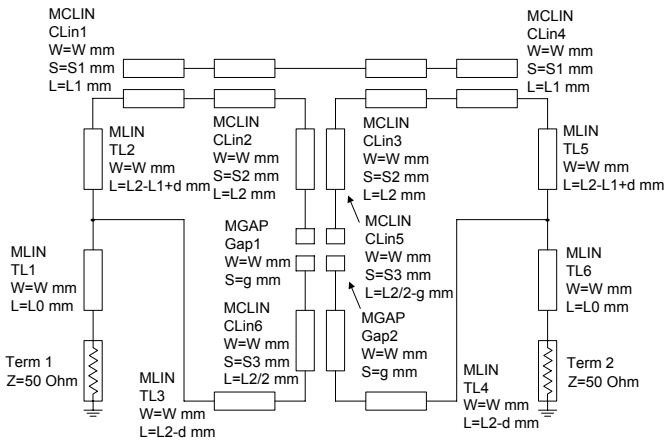 MCLIN
CLin1
W=W mm
S=S1 mm
L=L1 mm
MCLIN
CLin4
W=W mm
S=S1 mm
L=L1 mm
MLIN
TL2
W=W mm
L=L2-L1+d mm
MCLIN
CLin2
W=W mm
S=S2 mm
L=L2 mm
MCLIN
CLin3
W=W mm
S=S2 mm
L=L2 mm
MLIN
TL5
W=W mm
L=L2-L1+d mm
MLIN
TL1
W=W mm
L=L0 mm
MGAP
Gap1
W=W mm
S=g mm
MCLIN
CLin5
W=W mm
S=S3 mm
L=L2/2-g mm
MLIN
TL6
W=W mm
L=L0 mm
MCLIN
CLin6
W=W mm
S=S3 mm
L=L2/2 mm
MGAP
Gap2
W=W mm
S=g mm
Term 1
Z=50 Ohm
MLIN
TL3
W=W mm
L=L2-d mm
MLIN
TL4
W=W mm
L=L2-d mm
Term 2
Z=50 Ohm